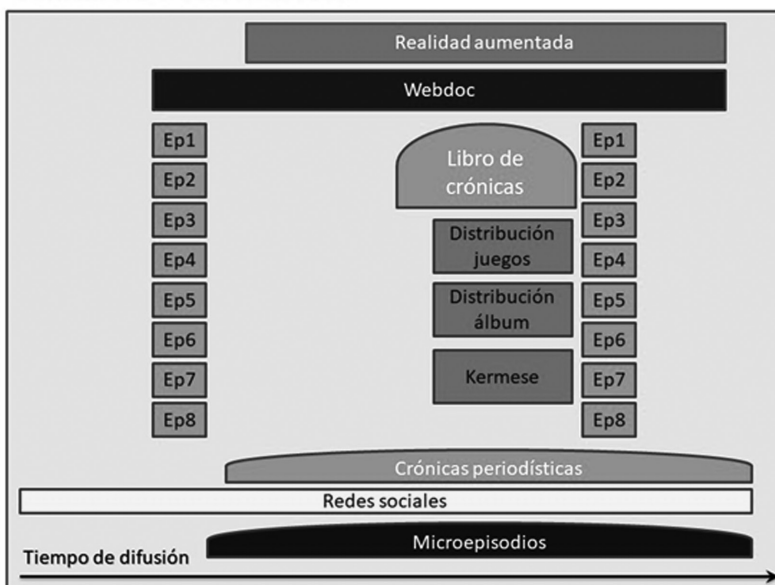 Realidad aumentada
Webdoc
Ep1
Ep2
Ep3
Ep4
Ep5
Ep6
Ep7
Ep8
Libro de
crónicas
Distribución
juegos
Distribución
álbum
Kermese
Ep1
Ep2
Ep3
Ep4
Ep5
Ep6
Ep7
Ep8
Crónicas periodísticas
Redes sociales
Microepisodios
Tiempo de difusión